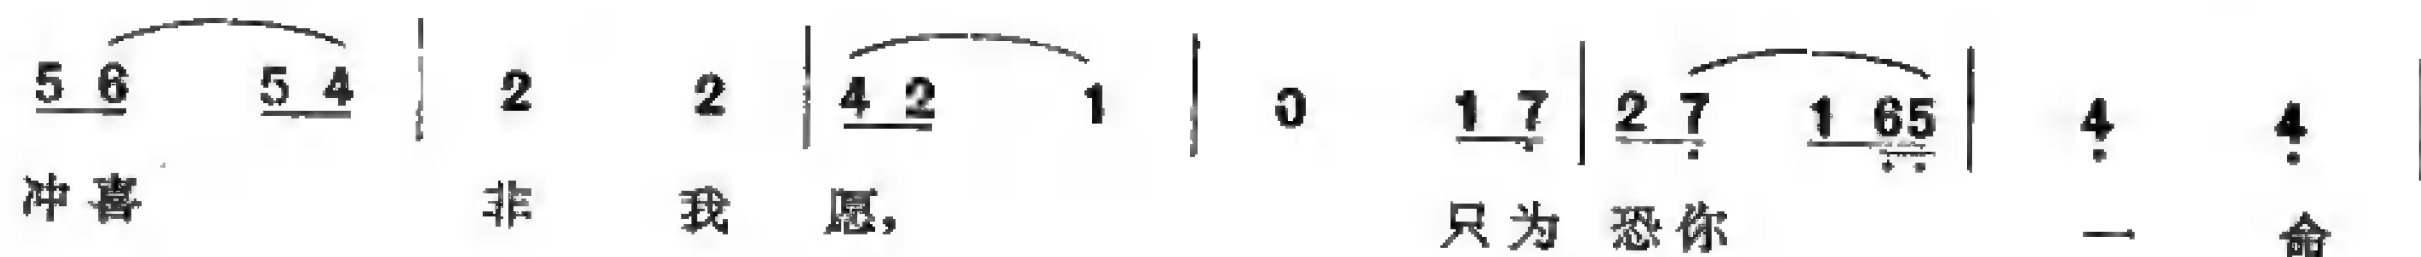 5 6 5 4 | 2 2 | 4 2 1 | 0 1 7 | 2 7 1 65 | 4 4 |
冲喜 非 我 愿， 只为 恐你 一 命